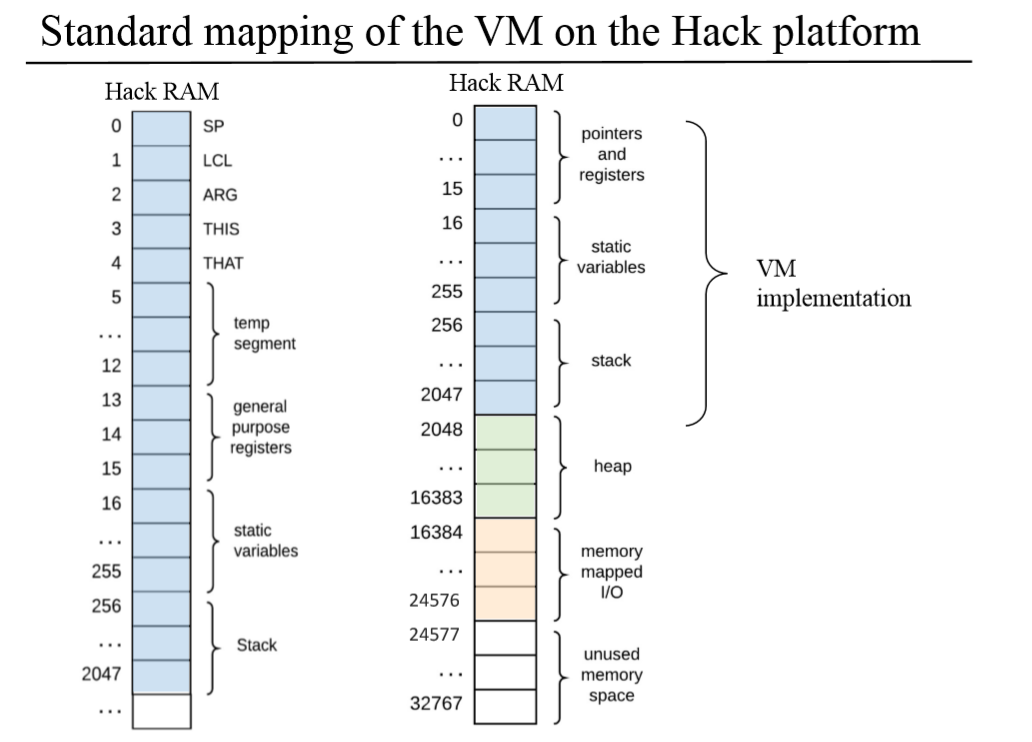 Standard mapping of the VM on the Hack platform
Hack RAM
0 SP
1 LCL
2 ARG
3 THIS
4 THAT
5
...
12
temp
segment
13
14
15
general
purpose
registers
16
...
255
static
variables
256
...
2047
Stack
...
Hack RAM
0
...
15
pointers
and
registers
16
...
255
static
variables
256
...
2047
stack
2048
...
16383
heap
16384
...
24576
memory
mapped
I/O
24577
...
32767
unused
memory
space
VM
implementation